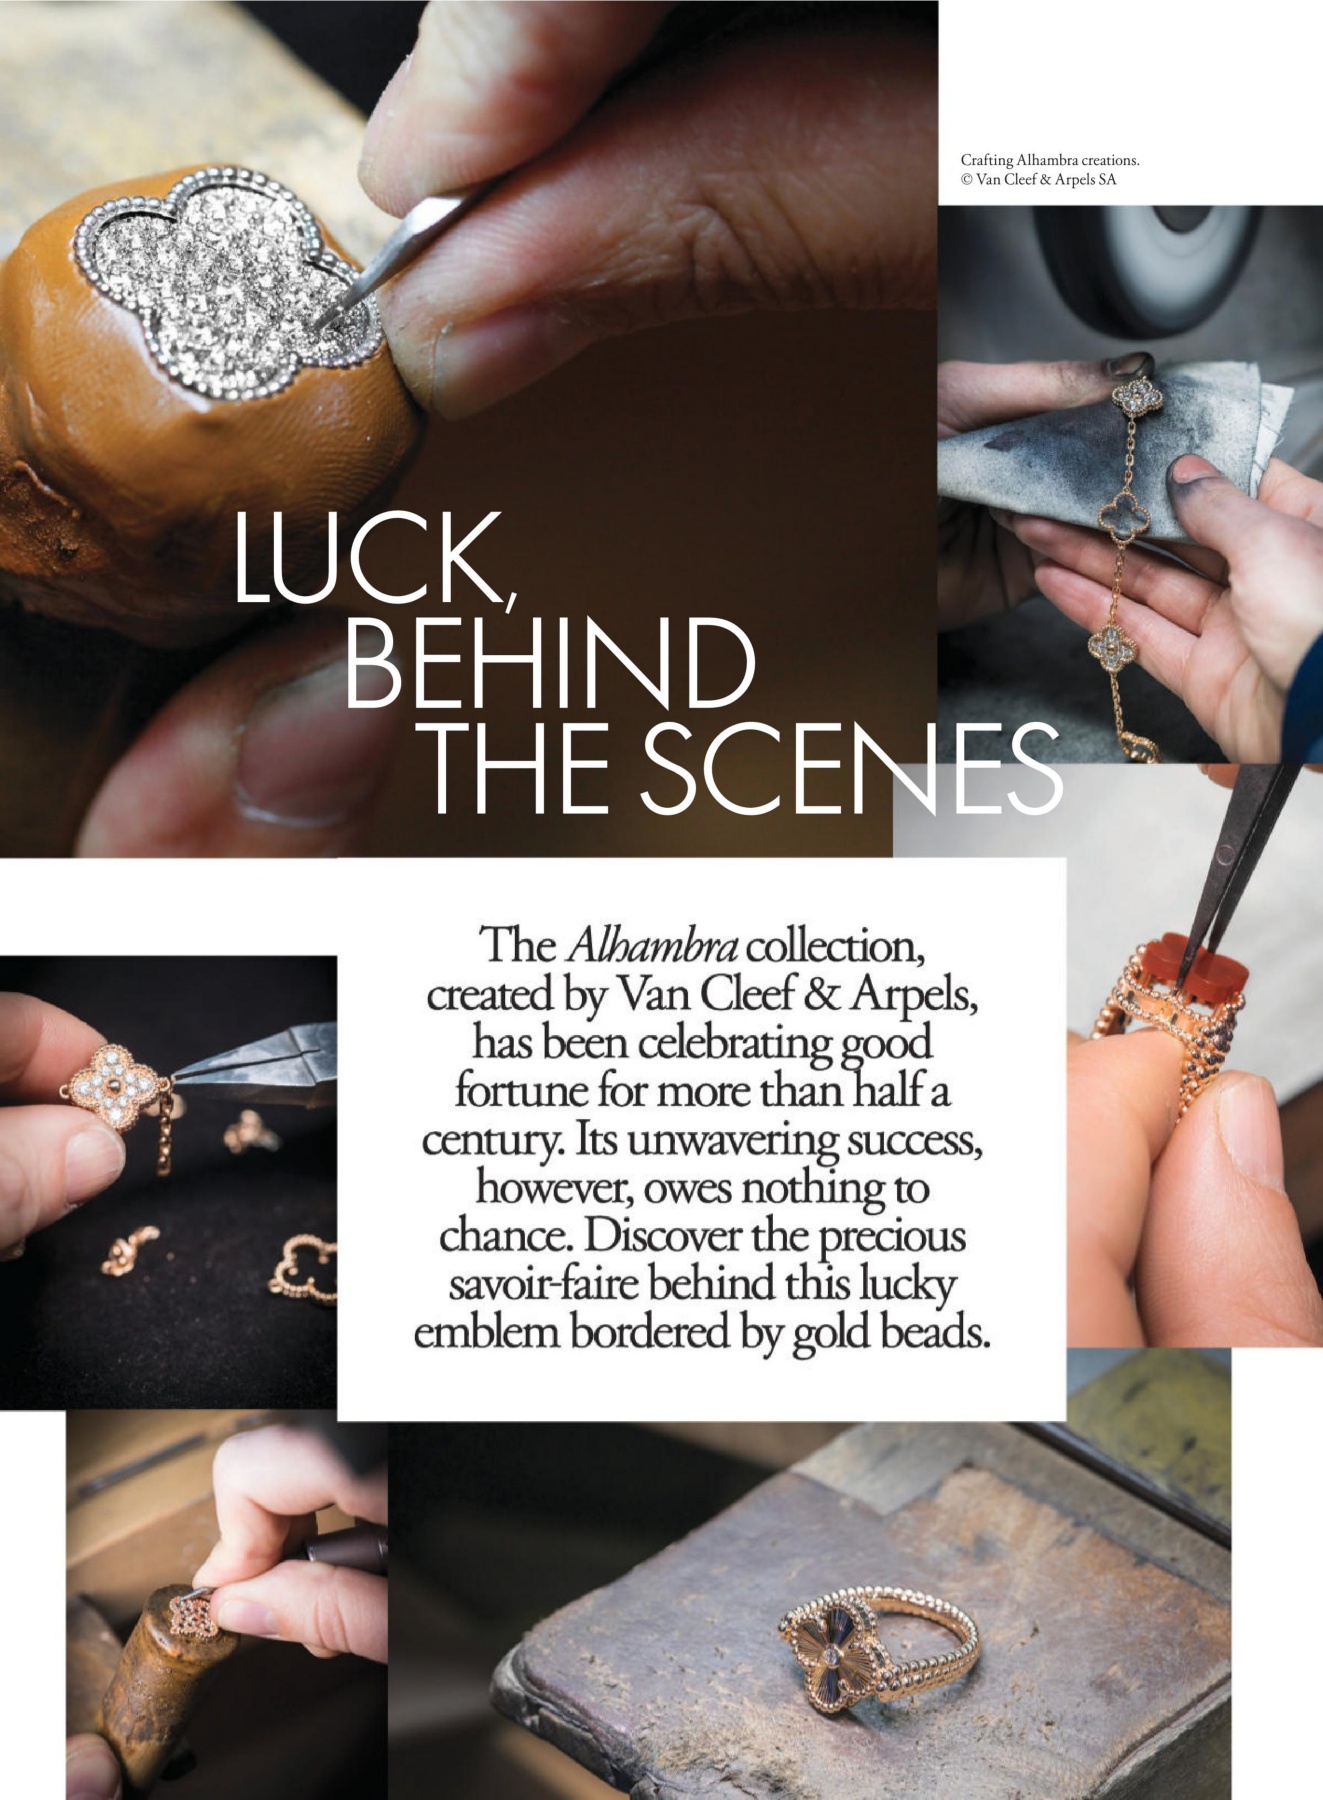 Crafting Alhambra creations.
© Van Cleef & Arpels SA
LUCK,
BEHIND
THE SCENES
The Alhambra collection,
created by Van Cleef & Arpels,
has been celebrating good
fortune for more than half a
century. Its unwavering success,
however, owes nothing to
chance. Discover the precious
savoir-faire behind this lucky
emblem bordered by gold beads.